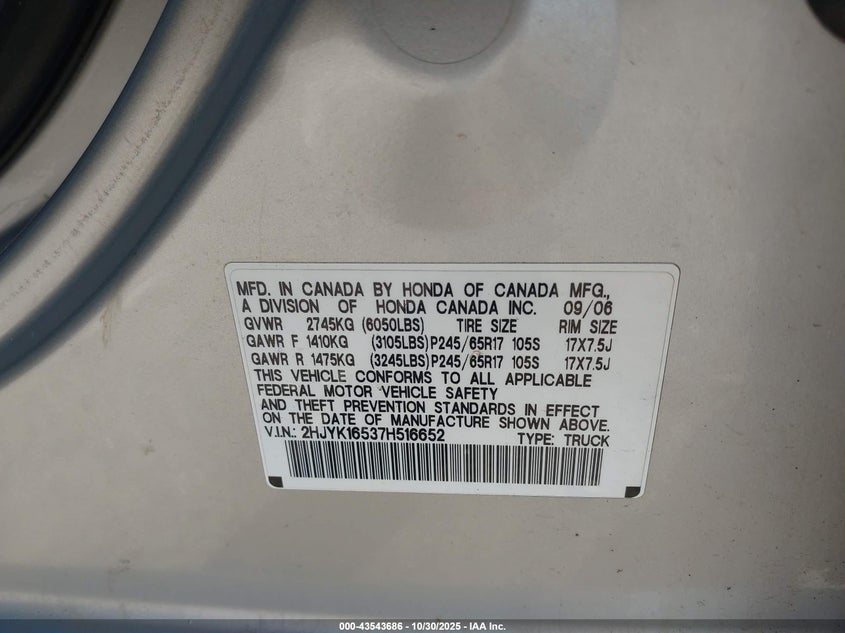 MFD. IN CANADA BY HONDA OF CANADA MFG.,
A DIVISION OF HONDA CANADA INC. 09/06
GVWR 2745KG (6050LBS) TIRE SIZE RIM SIZE
GAWR F 1410KG (3105LBS) P245/65R17 105S 17X7.5J
GAWR R 1475KG (3245LBS) P245/65R17 105S 17X7.5J
THIS VEHICLE CONFORMS TO ALL APPLICABLE
FEDERAL MOTOR VEHICLE SAFETY
AND THEFT PREVENTION STANDARDS IN EFFECT
ON THE DATE OF MANUFACTURE SHOWN ABOVE.
V.I.N.: 2HJYK16537H516652 TYPE: TRUCK
000-43543686 - 10/30/2025 - IAA Inc.